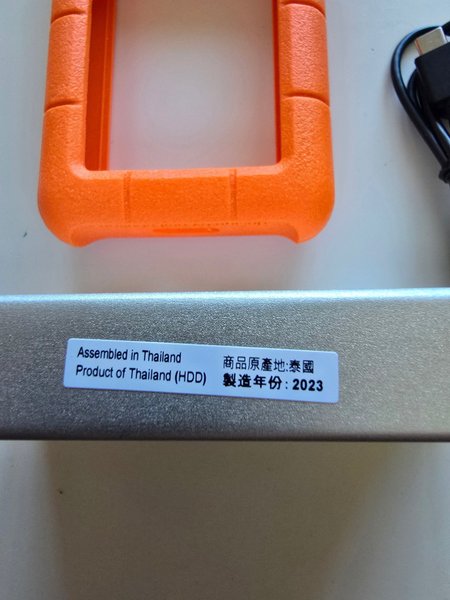 Assembled in Thailand
Product of Thailand (HDD)
商品原產地:泰國
製造年份: 2023